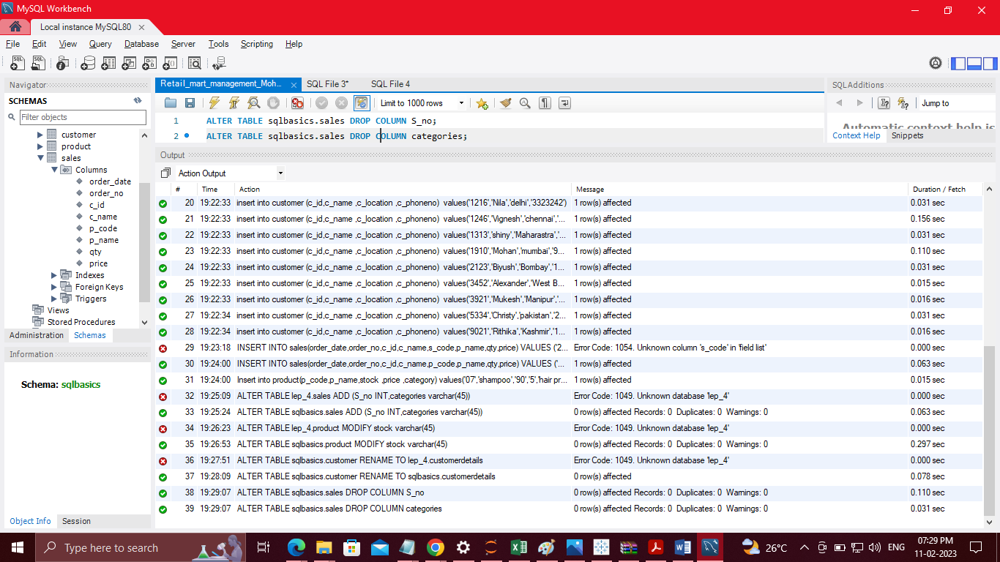 MySQL Workbench
Local instance MySQL80
File Edit View Query Database Server Tools Scripting Help
Navigator
SCHEMAS
Filter objects
customer
product
sales
Columns
order_date
order_no
c_id
c_name
p_code
p_name
qty
price
Indexes
Foreign Keys
Triggers
Views
Stored Procedures
Administration Schemas
Information
Schema: sqlbasics
Object Info Session
Retail_mart_management_Moh... SQL File 3* SQL File 4
Limit to 1000 rows
1 ALTER TABLE sqlbasics.sales DROP COLUMN S_no;
2 ALTER TABLE sqlbasics.sales DROP COLUMN categories;
SQLAdditions
Jump to
Automatic context help is
Context Help Snippets
Output
Action Output
# Time Action Message Duration / Fetch
20 19:22:33 insert into customer (c_id,c_name ,c_location ,c_phoneno) values('1216','Nila','delhi','3323242') 1 row(s) affected 0.031 sec
21 19:22:33 insert into customer (c_id,c_name ,c_location ,c_phoneno) values('1246','Vignesh','chennai','... 1 row(s) affected 0.156 sec
22 19:22:33 insert into customer (c_id,c_name ,c_location ,c_phoneno) values('1313','shiny','Maharastra','... 1 row(s) affected 0.031 sec
23 19:22:33 insert into customer (c_id,c_name ,c_location ,c_phoneno) values('1910','Mohan','mumbai','9... 1 row(s) affected 0.110 sec
24 19:22:33 insert into customer (c_id,c_name ,c_location ,c_phoneno) values('2123','Biyush','Bombay','1... 1 row(s) affected 0.031 sec
25 19:22:33 insert into customer (c_id,c_name ,c_location ,c_phoneno) values('3452','Alexander','West B... 1 row(s) affected 0.015 sec
26 19:22:33 insert into customer (c_id,c_name ,c_location ,c_phoneno) values('3921','Mukesh','Manipur','... 1 row(s) affected 0.016 sec
27 19:22:34 insert into customer (c_id,c_name ,c_location ,c_phoneno) values('5334','Christy','pakistan','2... 1 row(s) affected 0.031 sec
28 19:22:34 insert into customer (c_id,c_name ,c_location ,c_phoneno) values('9021','Rithika','Kashmir','1... 1 row(s) affected 0.016 sec
29 19:23:18 INSERT INTO sales(order_date,order_no,c_id,c_name,s_code,p_name,qty,price) VALUES ('2... Error Code: 1054. Unknown column 's_code' in 'field list' 0.000 sec
30 19:24:00 INSERT INTO sales(order_date,order_no,c_id,c_name,p_code,p_name,qty,price) VALUES ('... 1 row(s) affected 0.063 sec
31 19:24:00 Insert into product(p_code,p_name,stock ,price ,category) values('07','shampoo','90','5','hair pr... 1 row(s) affected 0.015 sec
32 19:25:09 ALTER TABLE lep_4.sales ADD (S_no INT,categories varchar(45)) Error Code: 1049. Unknown database 'lep_4' 0.000 sec
33 19:25:24 ALTER TABLE sqlbasics.sales ADD (S_no INT,categories varchar(45)) 0 row(s) affected Records: 0 Duplicates: 0 Warnings: 0 0.063 sec
34 19:26:23 ALTER TABLE lep_4.product MODIFY stock varchar(45) Error Code: 1049. Unknown database 'lep_4' 0.000 sec
35 19:26:53 ALTER TABLE sqlbasics.product MODIFY stock varchar(45) 0 row(s) affected Records: 0 Duplicates: 0 Warnings: 0 0.297 sec
36 19:27:51 ALTER TABLE sqlbasics.customer RENAME TO lep_4.customerdetails Error Code: 1049. Unknown database 'lep_4' 0.000 sec
37 19:28:09 ALTER TABLE sqlbasics.customer RENAME TO sqlbasics.customerdetails 0 row(s) affected 0.078 sec
38 19:29:07 ALTER TABLE sqlbasics.sales DROP COLUMN S_no 0 row(s) affected Records: 0 Duplicates: 0 Warnings: 0 0.110 sec
39 19:29:07 ALTER TABLE sqlbasics.sales DROP COLUMN categories 0 row(s) affected Records: 0 Duplicates: 0 Warnings: 0 0.031 sec
Type here to search
26°C
ENG
07:29 PM
11-02-2023